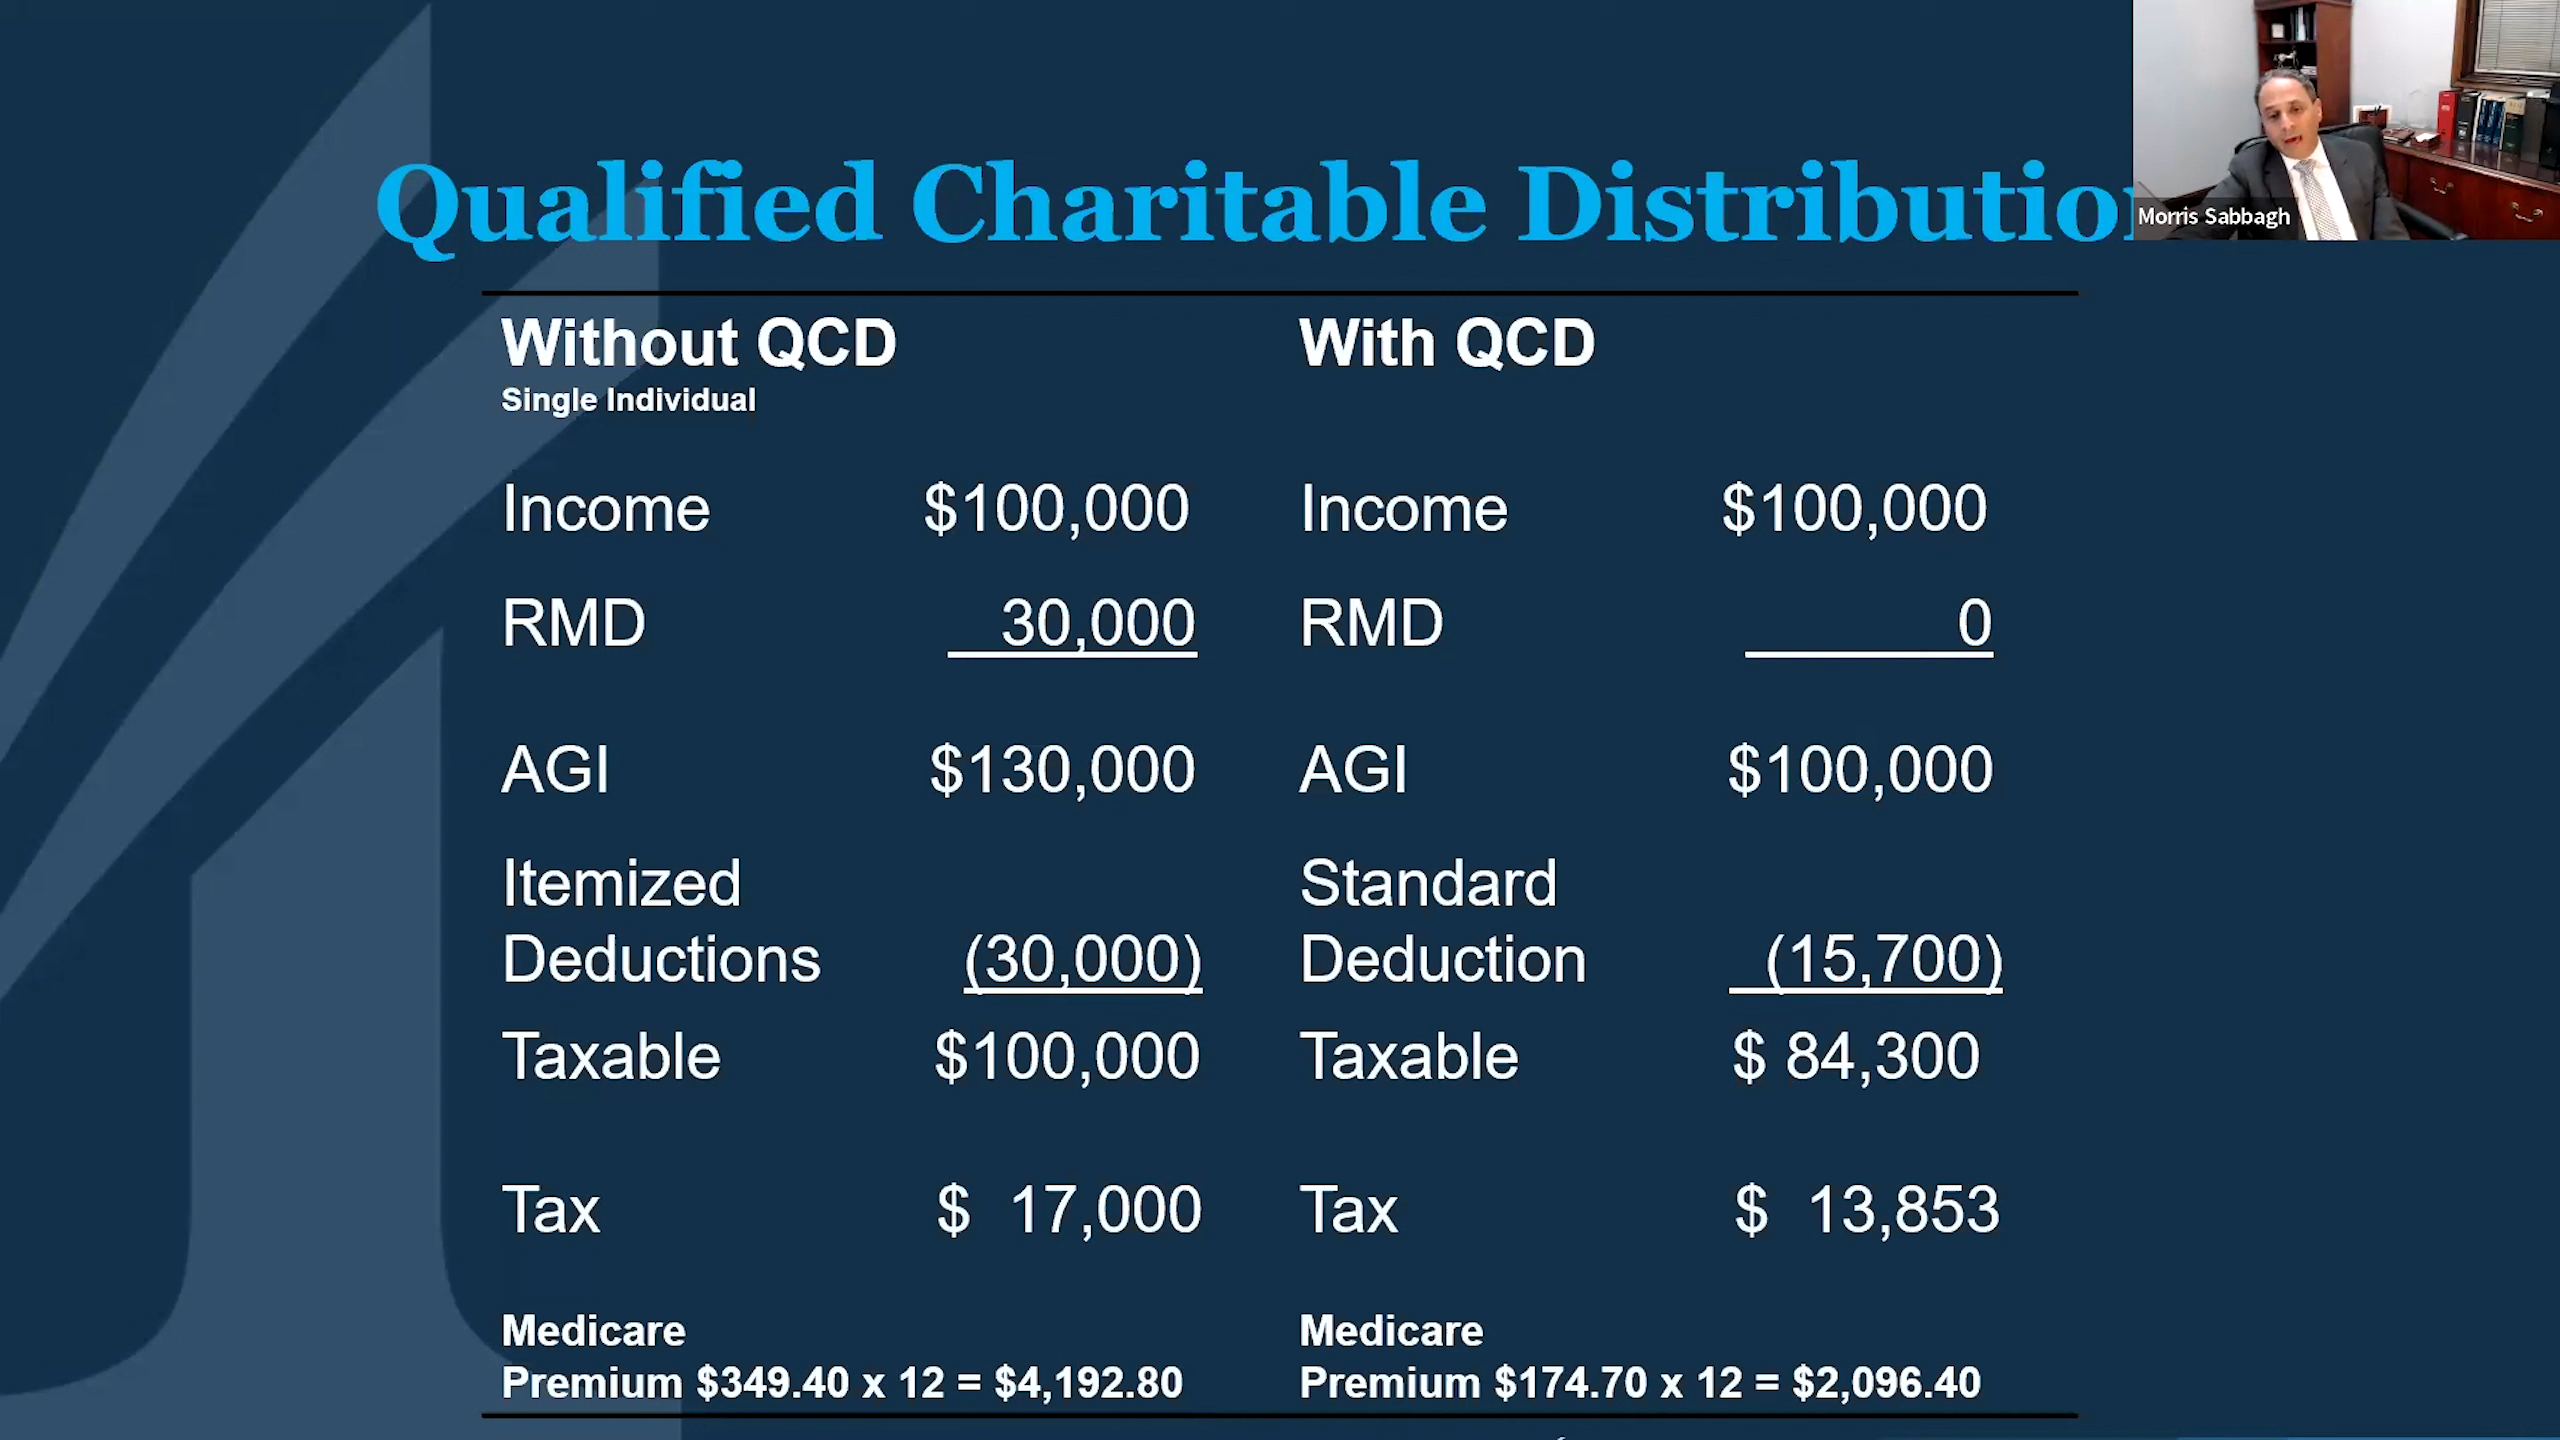 Qualified Charitable Distribution
Morris Sabbagh
Without QCD With QCD
Single Individual
Income $100,000 Income $100,000
RMD 30,000 RMD 0
AGI $130,000 AGI $100,000
Itemized Standard
Deductions (30,000) Deduction (15,700)
Taxable $100,000 Taxable $ 84,300
Tax $ 17,000 Tax $ 13,853
Medicare Medicare
Premium $349.40 x 12 = $4,192.80 Premium $174.70 x 12 = $2,096.40